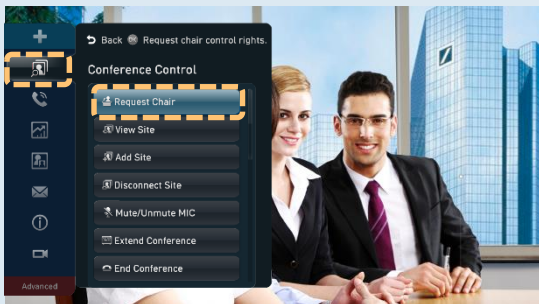 Back OK Request chair control rights.
Conference Control
Request Chair
View Site
Add Site
Disconnect Site
Mute/Unmute MIC
Extend Conference
End Conference
Advanced